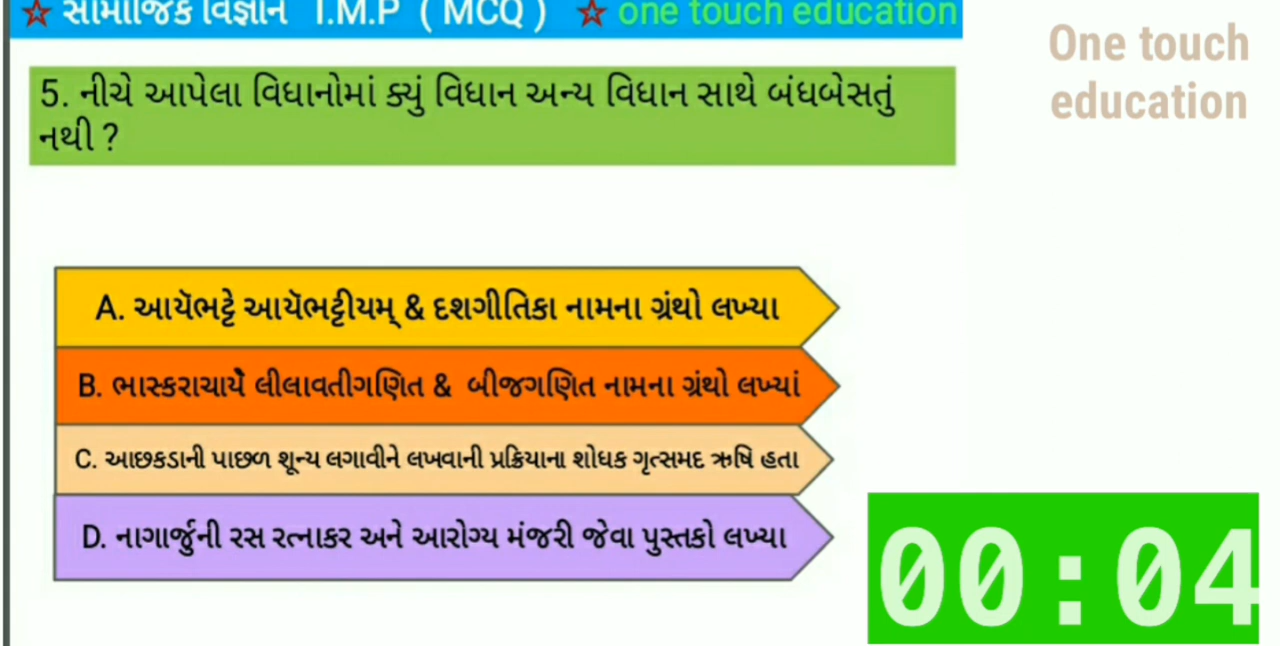 ☆ સામાજિક વિજ્ઞાન I.M.P ( MCQ ) ☆ one touch education
One touch
education
5. નીચે આપેલા વિધાનોમાં ક્યું વિધાન અન્ય વિધાન સાથે બંધબેસતું
નથી ?
A. આર્યભટ્ટે આર્યભટ્ટીયમ્ & દશગીતિકા નામના ગ્રંથો લખ્યા
B. ભાસ્કરાચાર્યે લીલાવતીગણિત & બીજગણિત નામના ગ્રંથો લખ્યાં
C. આછકડાની પાછળ શૂન્ય લગાવીને લખવાની પ્રક્રિયાના શોધક ગૃત્સમદ ઋષિ હતા
D. નાગાર્જુની રસ રત્નાકર અને આરોગ્ય મંજરી જેવા પુસ્તકો લખ્યા
00:04